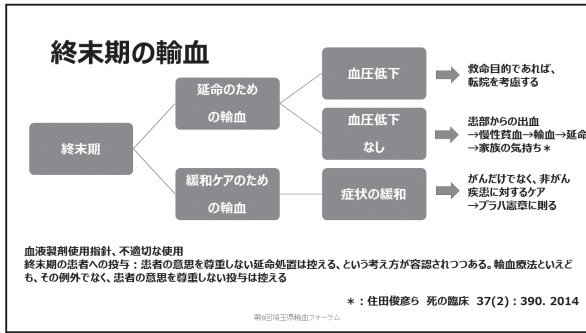 終末期の輸血
終末期
延命のため
の輸血
緩和ケアのため
の輸血
血圧低下
血圧低下
なし
症状の緩和
救命目的であれば、
転院を考慮する
患部からの出血
→慢性貧血→輸血→延命
→家族の気持ち*
がんだけでなく、非がん
疾患に対するケア
→プラハ憲章に則る
血液製剤使用指針、不適切な使用
終末期の患者への投与：患者の意思を尊重しない延命処置は控える、という考え方が容認されつつある。輸血療法といえど
も、その例外でなく、患者の意思を尊重しない投与は控える
*：住田俊彦ら 死の臨床 37(2)：390. 2014
第9回埼玉県輸血フォーラム